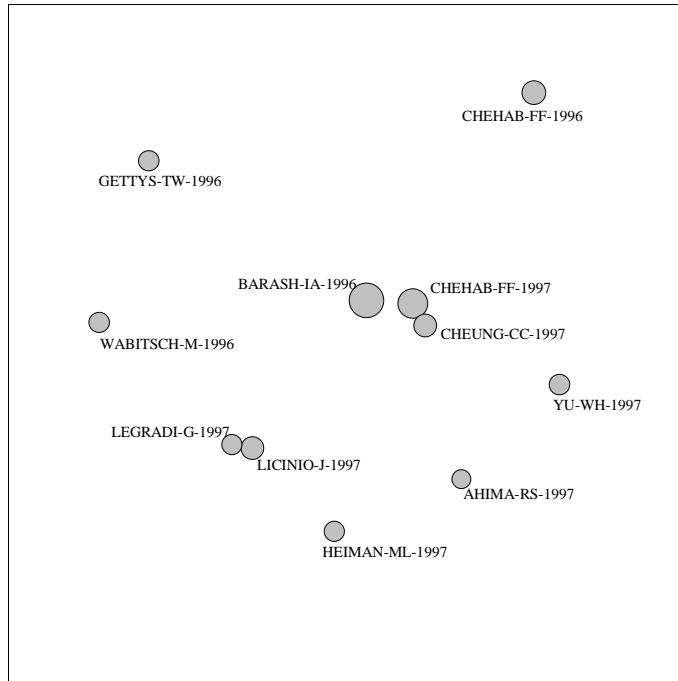 CHEHAB-FF-1996
GETTYS-TW-1996
BARASH-IA-1996
CHEHAB-FF-1997
CHEUNG-CC-1997
WABITSCH-M-1996
YU-WH-1997
LEGRADI-G-1997
LICINIO-J-1997
AHIMA-RS-1997
HEIMAN-ML-1997